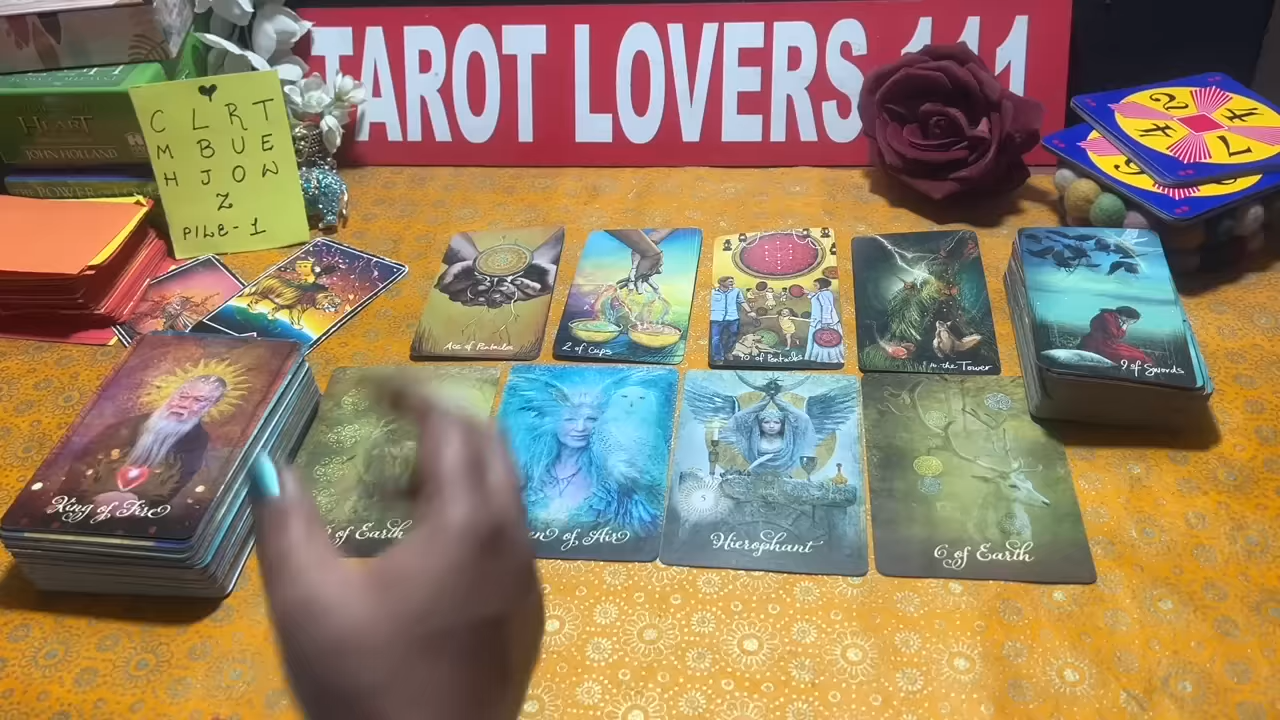 TAROT LOVERS 111
HEART
JOHN HOLLAND
C L R T
M B U E
H J O W
Z
PILE - 1
Ace of Pentacles
2 of Cups
10 of Pentacles
the Tower
9 of Swords
King of Fire
of Earth
of Air
5
Hierophant
6 of Earth